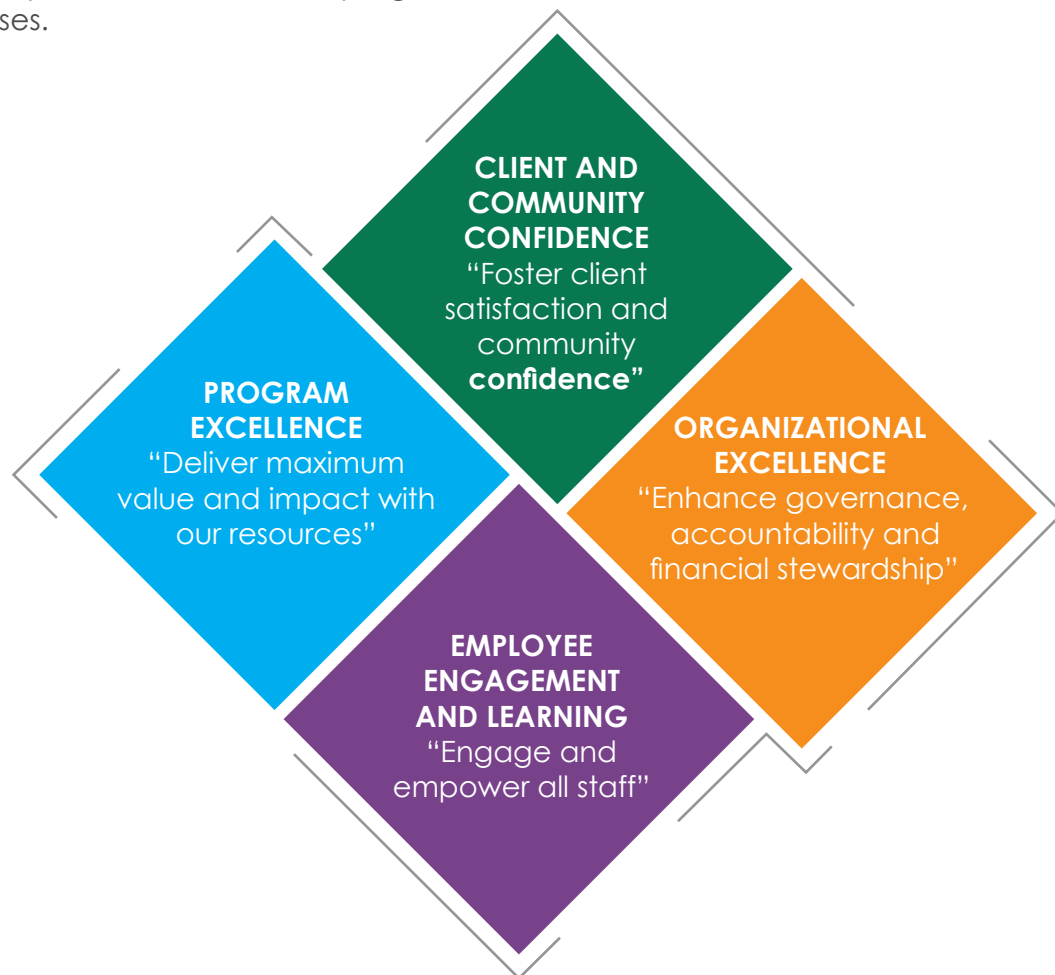 ses.
CLIENT AND
COMMUNITY
CONFIDENCE
“Foster client
satisfaction and
community
confidence”
PROGRAM
EXCELLENCE
“Deliver maximum
value and impact with
our resources”
ORGANIZATIONAL
EXCELLENCE
“Enhance governance,
accountability and
financial stewardship”
EMPLOYEE
ENGAGEMENT
AND LEARNING
“Engage and
empower all staff”